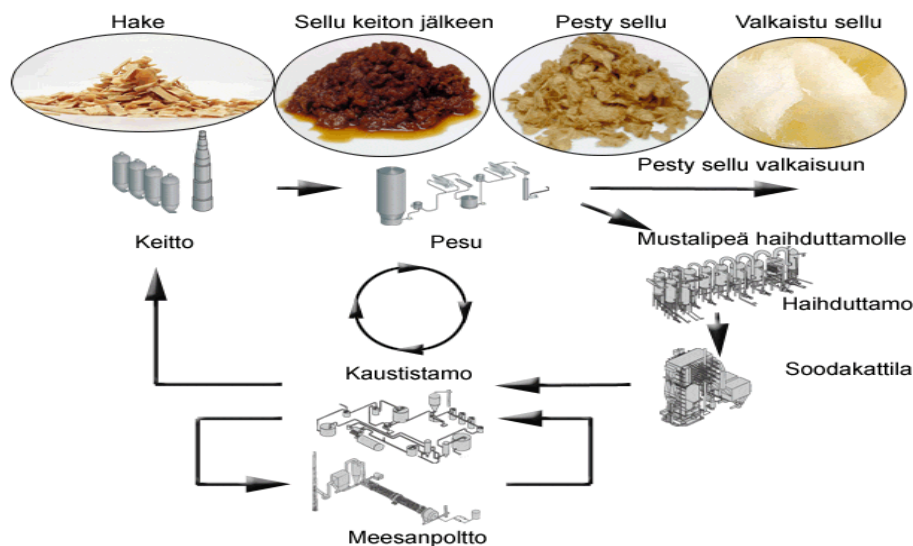 Hake
Sellu keiton jälkeen
Pesty sellu
Valkaistu sellu
Pesty sellu valkaisuun
Keitto
Pesu
Mustalipeä haihduttamolle
Haihduttamo
Soodakattila
Kaustistamo
Meesanpoltto